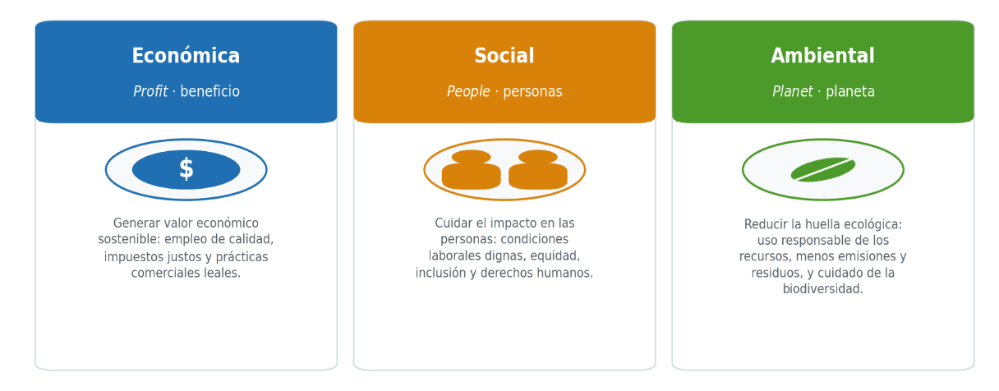 Económica
Profit · beneficio
$
Generar valor económico
sostenible: empleo de calidad,
impuestos justos y prácticas
comerciales leales.
Social
People · personas
Cuidar el impacto en las
personas: condiciones
laborales dignas, equidad,
inclusión y derechos humanos.
Ambiental
Planet · planeta
Reducir la huella ecológica:
uso responsable de los
recursos, menos emisiones y
residuos, y cuidado de la
biodiversidad.